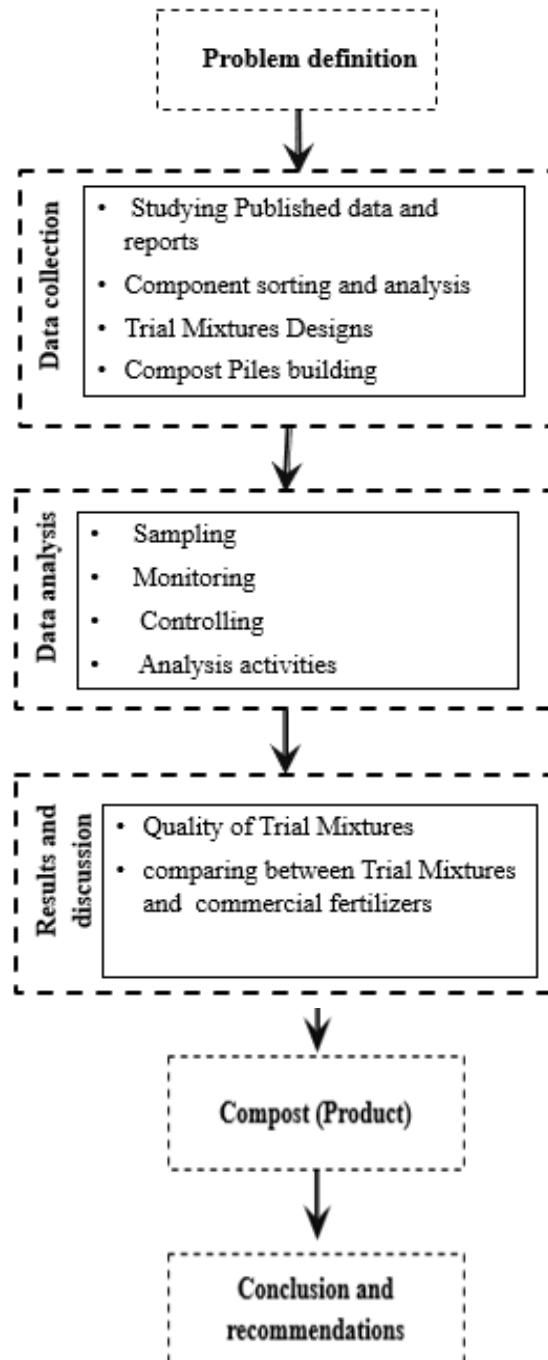 Problem definition
Data collection
• Studying Published data and
reports
• Component sorting and analysis
• Trial Mixtures Designs
• Compost Piles building
Data analysis
• Sampling
• Monitoring
• Controlling
• Analysis activities
Results and
discussion
• Quality of Trial Mixtures
• comparing between Trial Mixtures
and commercial fertilizers
Compost (Product)
Conclusion and
recommendations